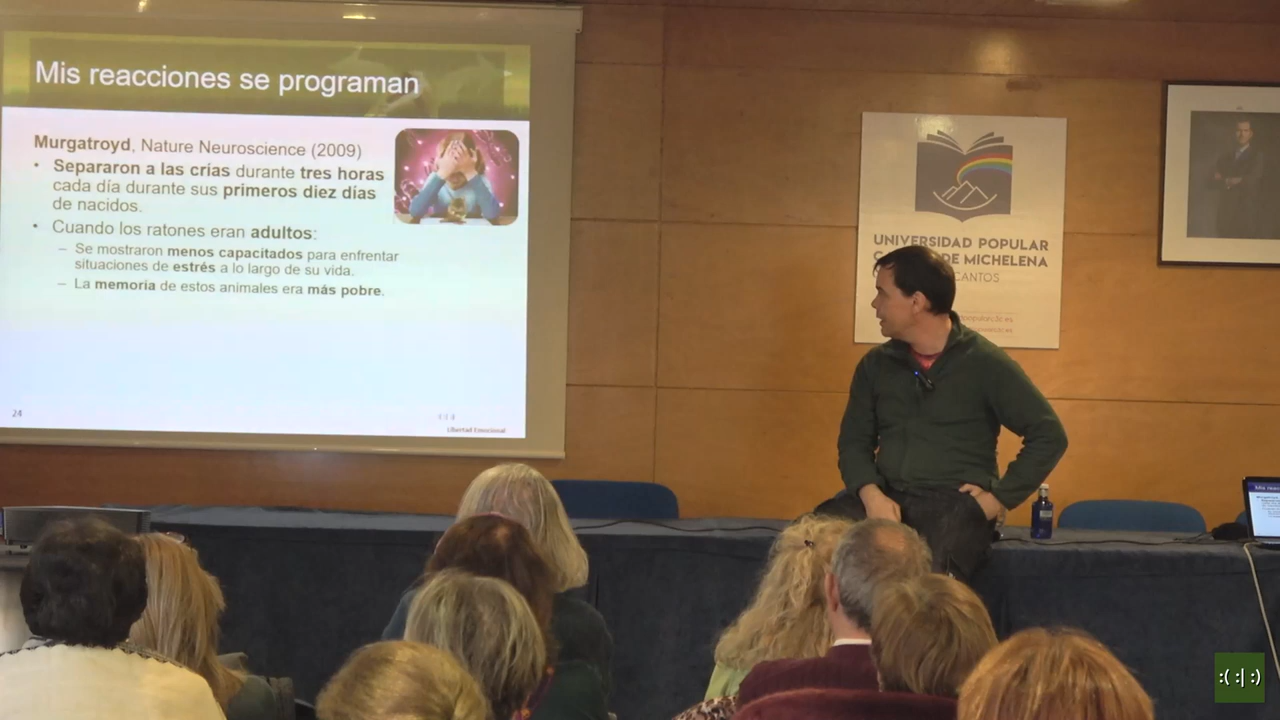 Mis reacciones se programan
Murgatroyd, Nature Neuroscience (2009)
• Separaron a las crías durante tres horas
cada día durante sus primeros diez días
de nacidos.
• Cuando los ratones eran adultos:
– Se mostraron menos capacitados para enfrentar
situaciones de estrés a lo largo de su vida.
– La memoria de estos animales era más pobre.
24
Libertad Emocional
UNIVERSIDAD POPULAR
DE MICHELENA
CANTOS
:( :| :)